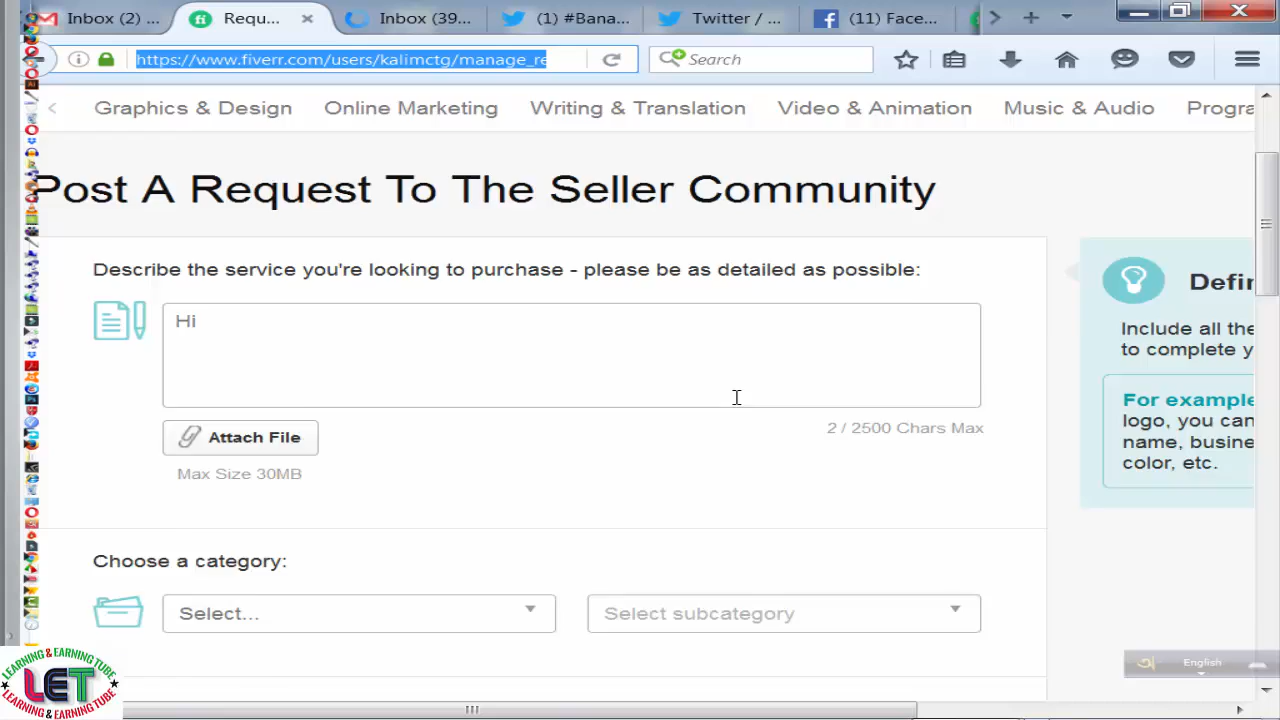 Inbox (2) ...
Requ...
Inbox (39...
(1) #Bana...
Twitter / ...
(11) Face...
https://www.fiverr.com/users/kalimctg/manage_re
Search
Graphics & Design
Online Marketing
Writing & Translation
Video & Animation
Music & Audio
Progra
Post A Request To The Seller Community
Describe the service you're looking to purchase - please be as detailed as possible:
Hi
2 / 2500 Chars Max
Attach File
Max Size 30MB
Defin
Include all the
to complete y
For example
logo, you can
name, busine
color, etc.
Choose a category:
Select...
Select subcategory
English
LEARNING & EARNING TUBE
LET
LEARNING & EARNING TUBE